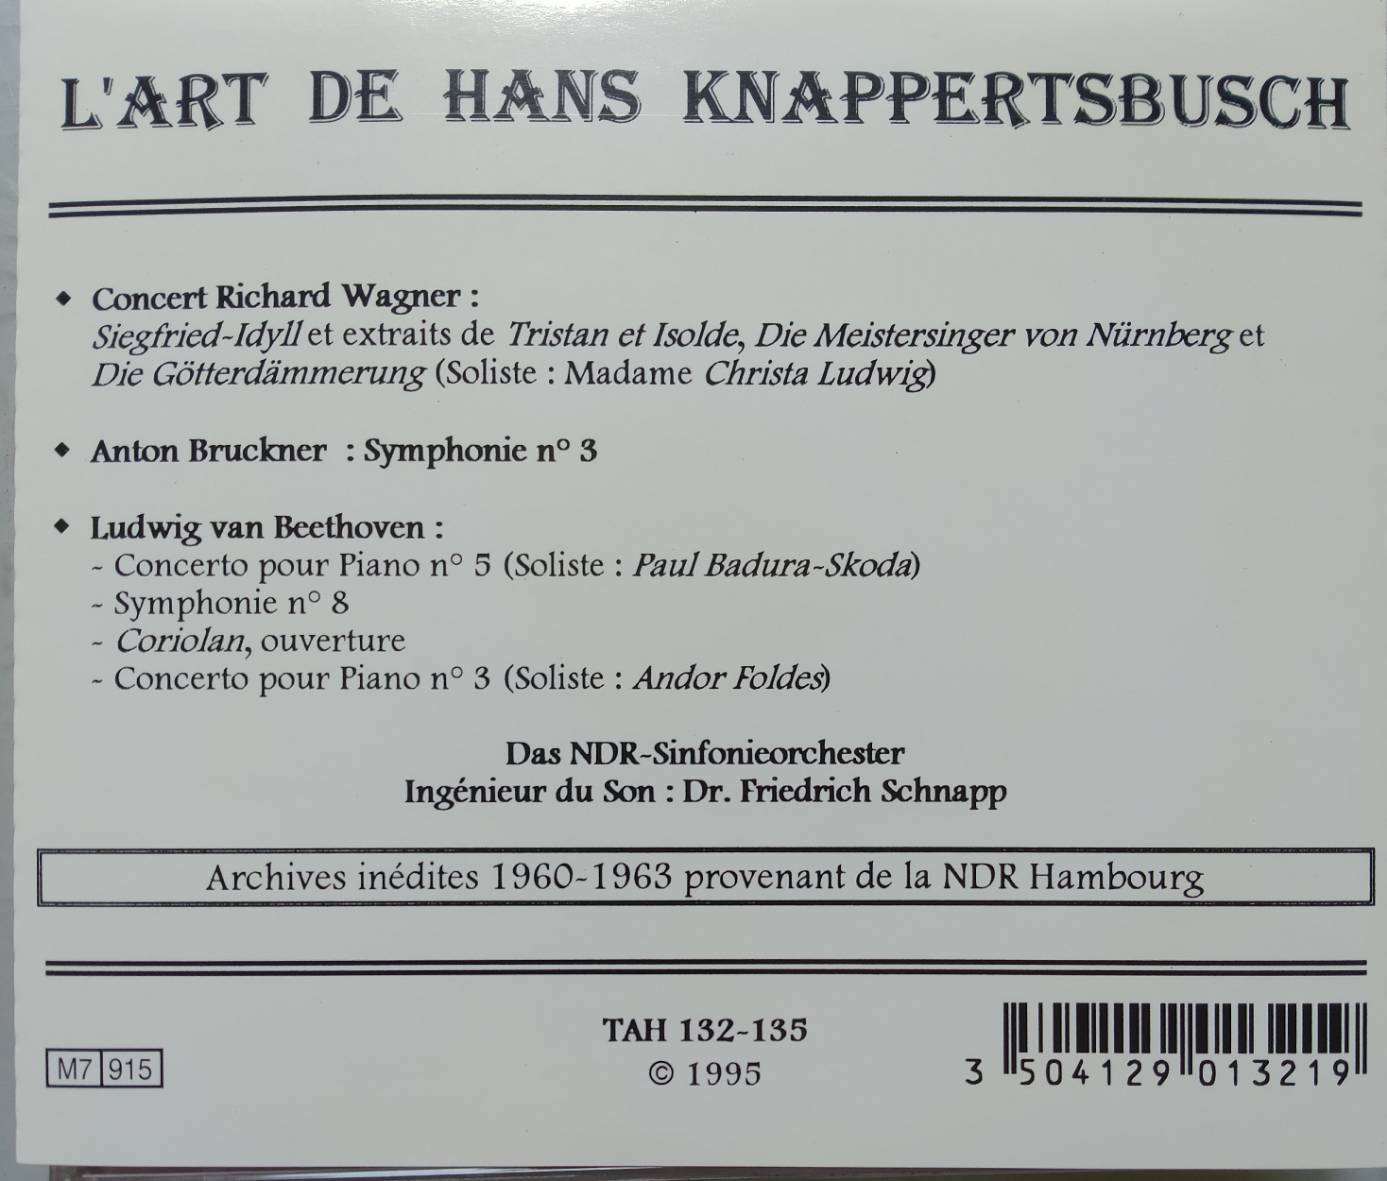 L'ART DE HANS KNAPPERTSBUSCH
◆ Concert Richard Wagner :
Siegfried-Idyll et extraits de Tristan et Isolde, Die Meistersinger von Nürnberg et
Die Götterdämmerung (Soliste : Madame Christa Ludwig)
◆ Anton Bruckner : Symphonie n° 3
◆ Ludwig van Beethoven :
- Concerto pour Piano n° 5 (Soliste : Paul Badura-Skoda)
- Symphonie n° 8
- Coriolan, ouverture
- Concerto pour Piano n° 3 (Soliste : Andor Foldes)
Das NDR-Sinfonieorchester
Ingénieur du Son : Dr. Friedrich Schnapp
Archives inédites 1960-1963 provenant de la NDR Hambourg
TAH 132-135
© 1995
M7 915
3 504129 013219